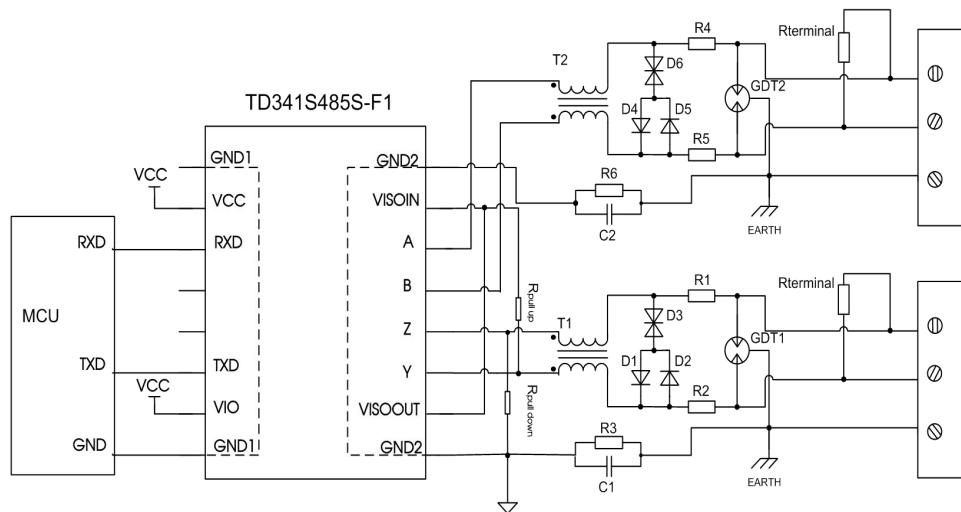 TD341S485S-F1
MCU
RXD
TXD
GND
VCC
VCC
GND1
VCC
RXD
TXD
VIO
GND1
GND2
VISOIN
A
B
Z
Y
VISOOUT
GND2
Rpull up
Rpull down
T2
D6
D4
D5
R4
R5
GDT2
Rterminal
R6
C2
EARTH
T1
D3
D1
D2
R1
R2
GDT1
Rterminal
R3
C1
EARTH